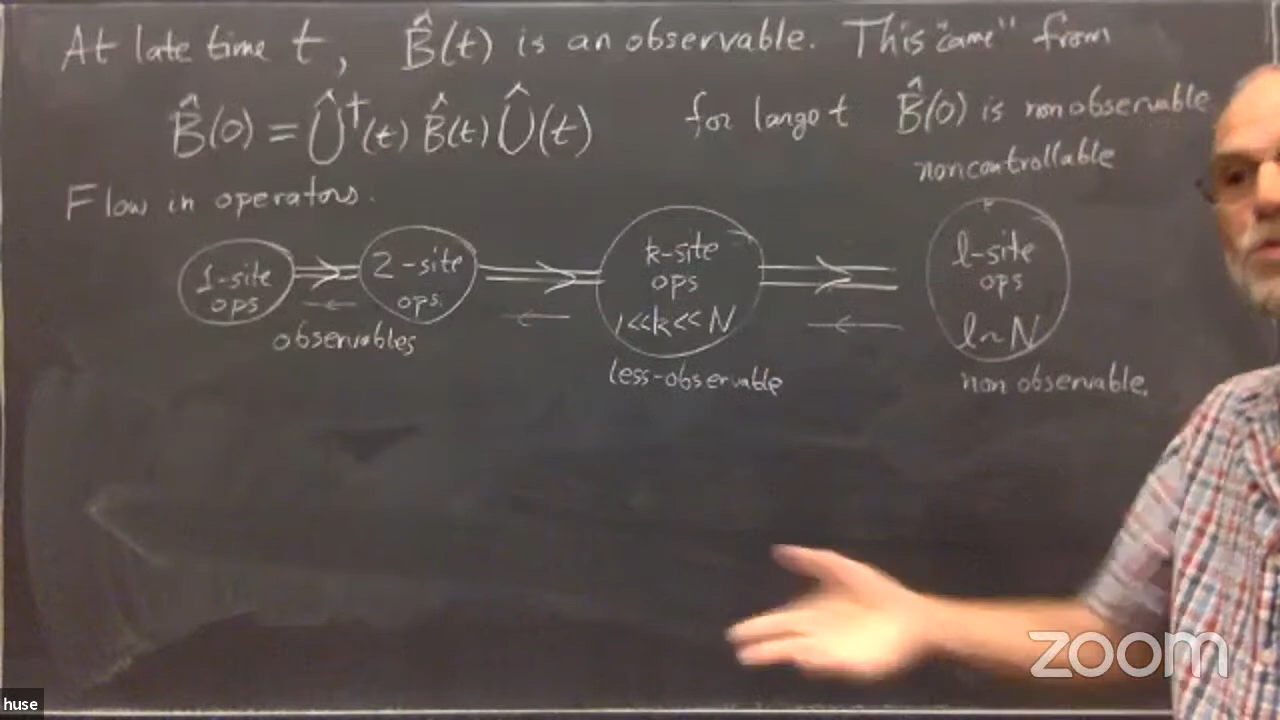 At late time t, B̂(t) is an observable. This "came" from
B̂(0) = Û†(t) B̂(t) Û(t) for large t B̂(0) is nonobservable
noncontrollable
Flow in operators.
1-site ops
2-site ops.
k-site ops 1<<k<<N
l-site ops l~N
observables
less-observable
non observable.
zoom
huse